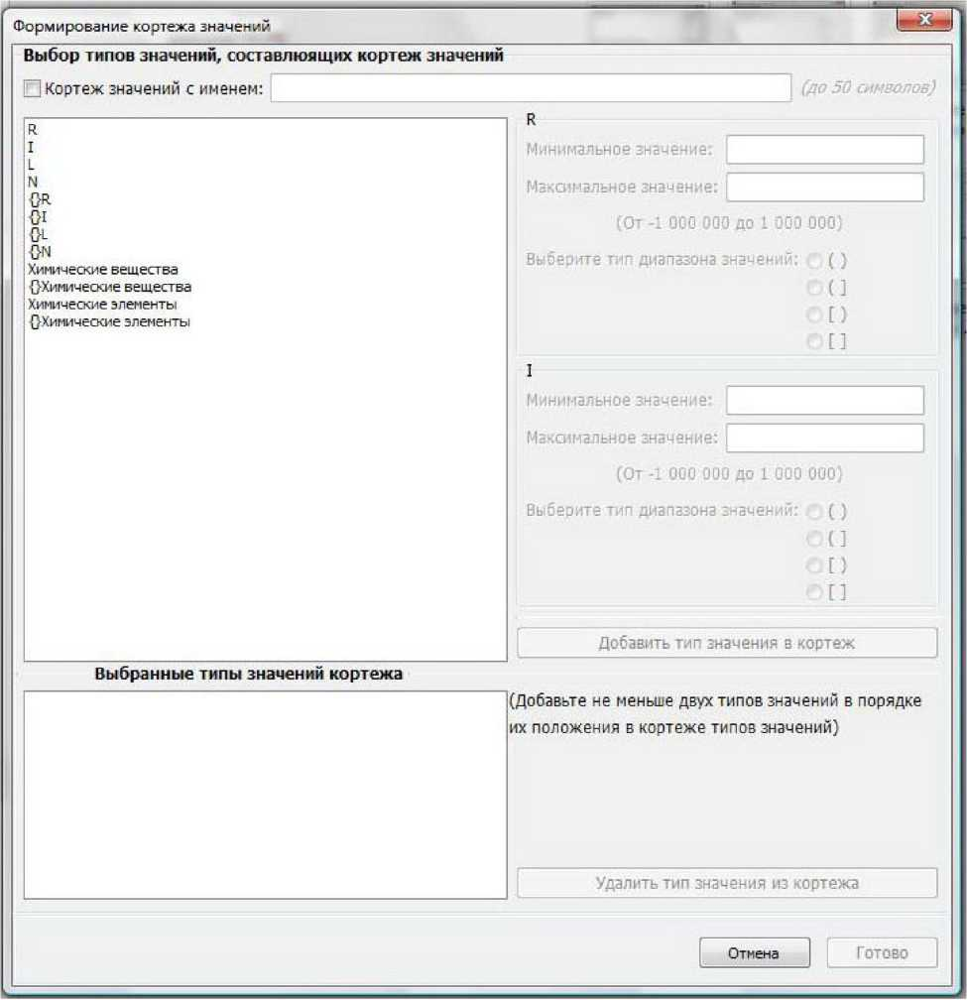 Формирование кортежа значений
Выбор типов значений, составлюящих кортеж значений
Кортеж значений с именем: (до 50 символов)
R
I
L
N
{}R
{}I
{}L
{}N
Химические вещества
{}Химические вещества
Химические элементы
{}Химические элементы
R
Минимальное значение:
Максимальное значение:
(От -1 000 000 до 1 000 000)
Выберите тип диапазона значений: ( )
( ]
[ )
[ ]
I
Минимальное значение:
Максимальное значение:
(От -1 000 000 до 1 000 000)
Выберите тип диапазона значений: ( )
( ]
[ )
[ ]
Добавить тип значения в кортеж
Выбранные типы значений кортежа
(Добавьте не меньше двух типов значений в порядке
их положения в кортеже типов значений)
Удалить тип значения из кортежа
Отмена Готово